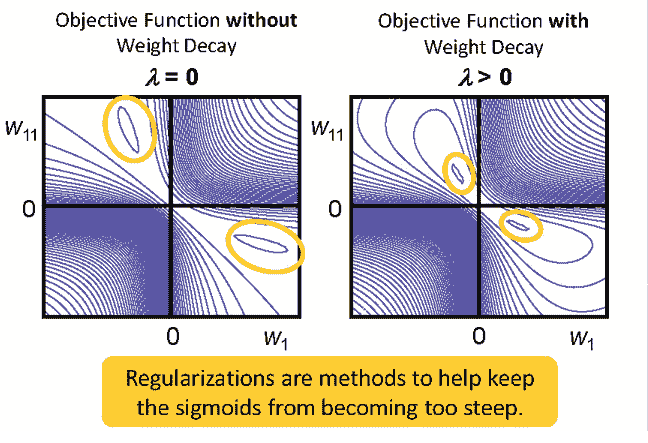 Objective Function without
Weight Decay
λ = 0
Objective Function with
Weight Decay
λ > 0
w11
0
0
w1
w11
0
0
w1
Regularizations are methods to help keep
the sigmoids from becoming too steep.